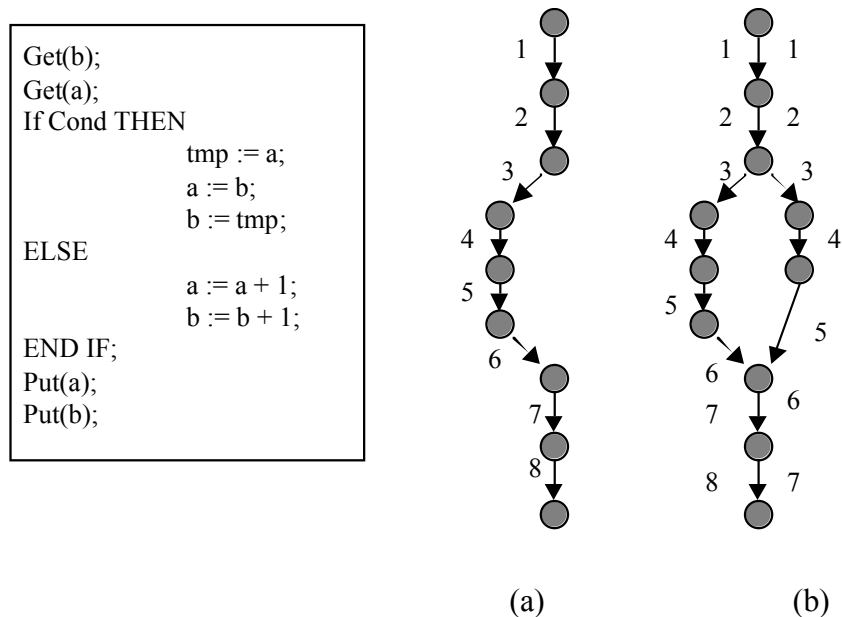 Get(b);
Get(a);
If Cond THEN
tmp := a;
a := b;
b := tmp;
ELSE
a := a + 1;
b := b + 1;
END IF;
Put(a);
Put(b);
1
2
3
4
5
6
7
8
(a)
1 1
2 2
3 3
4 4
5 5
6 6
7
8 7
(b)